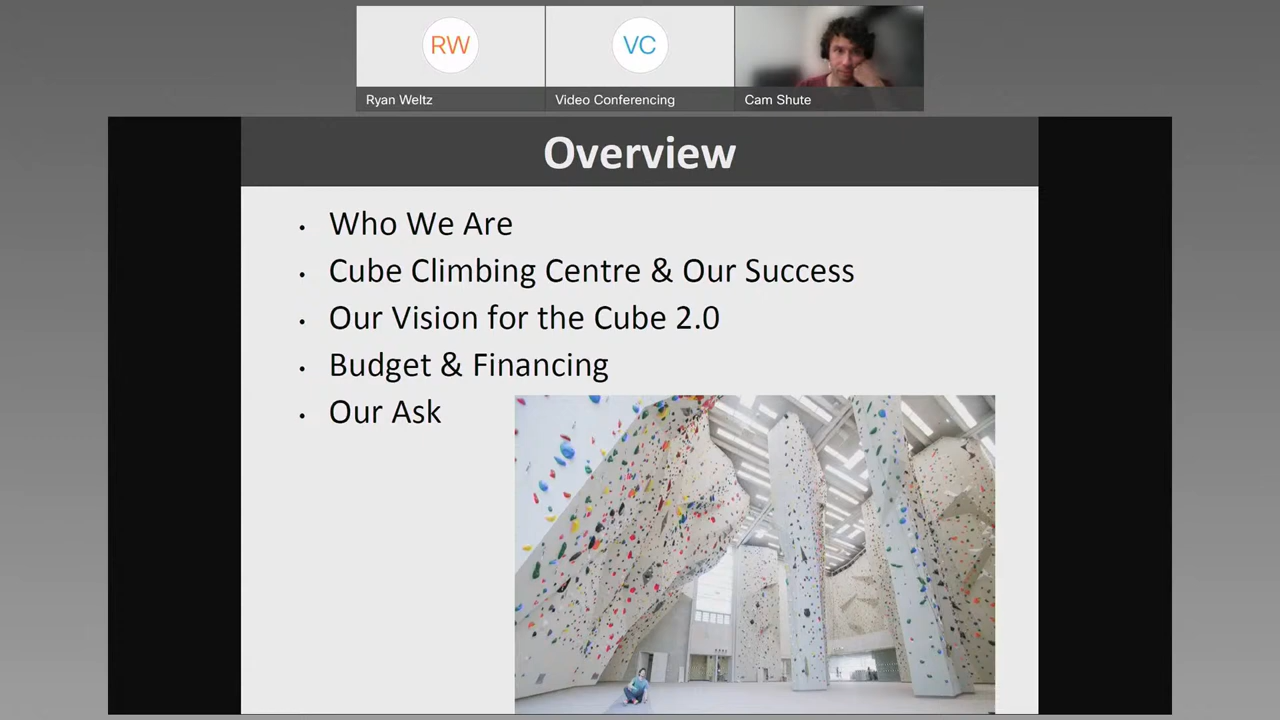 RW
VC
Ryan Weltz
Video Conferencing
Cam Shute
Overview
• Who We Are
• Cube Climbing Centre & Our Success
• Our Vision for the Cube 2.0
• Budget & Financing
• Our Ask